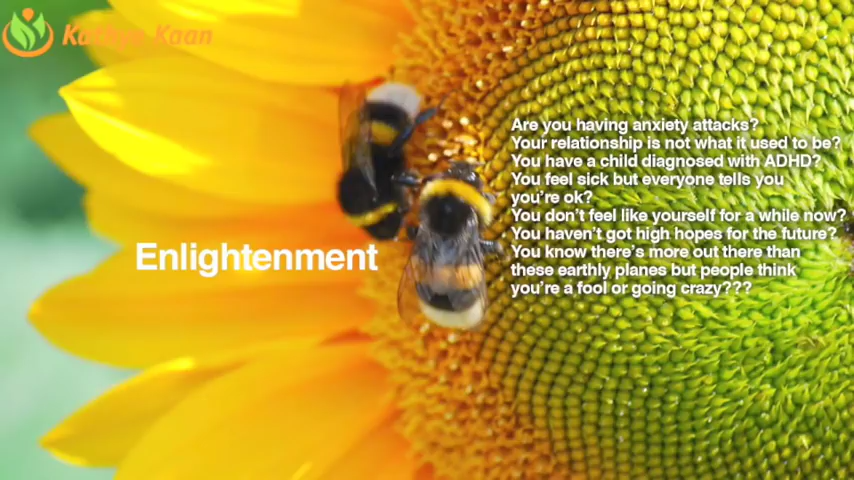 Kathye Kaan
Enlightenment
Are you having anxiety attacks?
Your relationship is not what it used to be?
You have a child diagnosed with ADHD?
You feel sick but everyone tells you
you're ok?
You don't feel like yourself for a while now?
You haven't got high hopes for the future?
You know there's more out there than
these earthly planes but people think
you're a fool or going crazy???